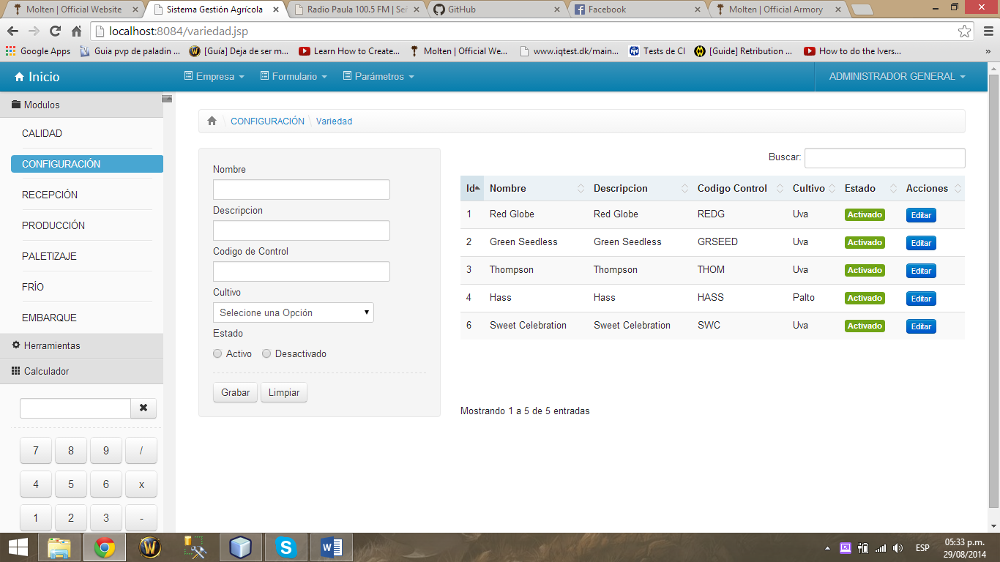 Molten | Official Website
Sistema Gestión Agrícola
Radio Paula 100.5 FM | Señ
GitHub
Facebook
Molten | Official Armory
localhost:8084/variedad.jsp
Google Apps
Guia pvp de paladin ...
[Guía] Deja de ser m...
Learn How to Create...
Molten | Official We...
www.iqtest.dk/main...
Tests de CI
[Guide] Retribution ...
How to do the Ivers...
»
Inicio
Empresa
Formulario
Parámetros
ADMINISTRADOR GENERAL
Modulos
CALIDAD
CONFIGURACIÓN
RECEPCIÓN
PRODUCCIÓN
PALETIZAJE
FRÍO
EMBARQUE
Herramientas
Calculador
7 8 9 /
4 5 6 x
1 2 3 -
CONFIGURACIÓN \ Variedad
Nombre
Descripcion
Codigo de Control
Cultivo
Selecione una Opción
Estado
Activo Desactivado
Grabar Limpiar
Buscar:
Id Nombre Descripcion Codigo Control Cultivo Estado Acciones
1 Red Globe Red Globe REDG Uva Activado Editar
2 Green Seedless Green Seedless GRSEED Uva Activado Editar
3 Thompson Thompson THOM Uva Activado Editar
4 Hass Hass HASS Palto Activado Editar
6 Sweet Celebration Sweet Celebration SWC Uva Activado Editar
Mostrando 1 a 5 de 5 entradas
ESP
05:33 p.m.
29/08/2014